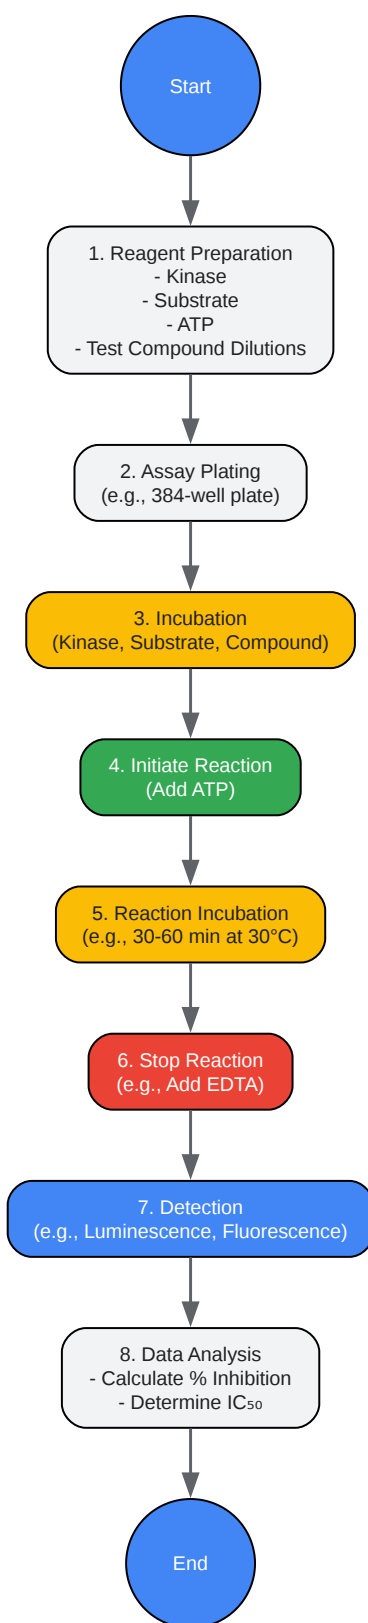 Start
1. Reagent Preparation
- Kinase
- Substrate
- ATP
- Test Compound Dilutions
2. Assay Plating
(e.g., 384-well plate)
3. Incubation
(Kinase, Substrate, Compound)
4. Initiate Reaction
(Add ATP)
5. Reaction Incubation
(e.g., 30-60 min at 30°C)
6. Stop Reaction
(e.g., Add EDTA)
7. Detection
(e.g., Luminescence, Fluorescence)
8. Data Analysis
- Calculate % Inhibition
- Determine IC₅₀
End